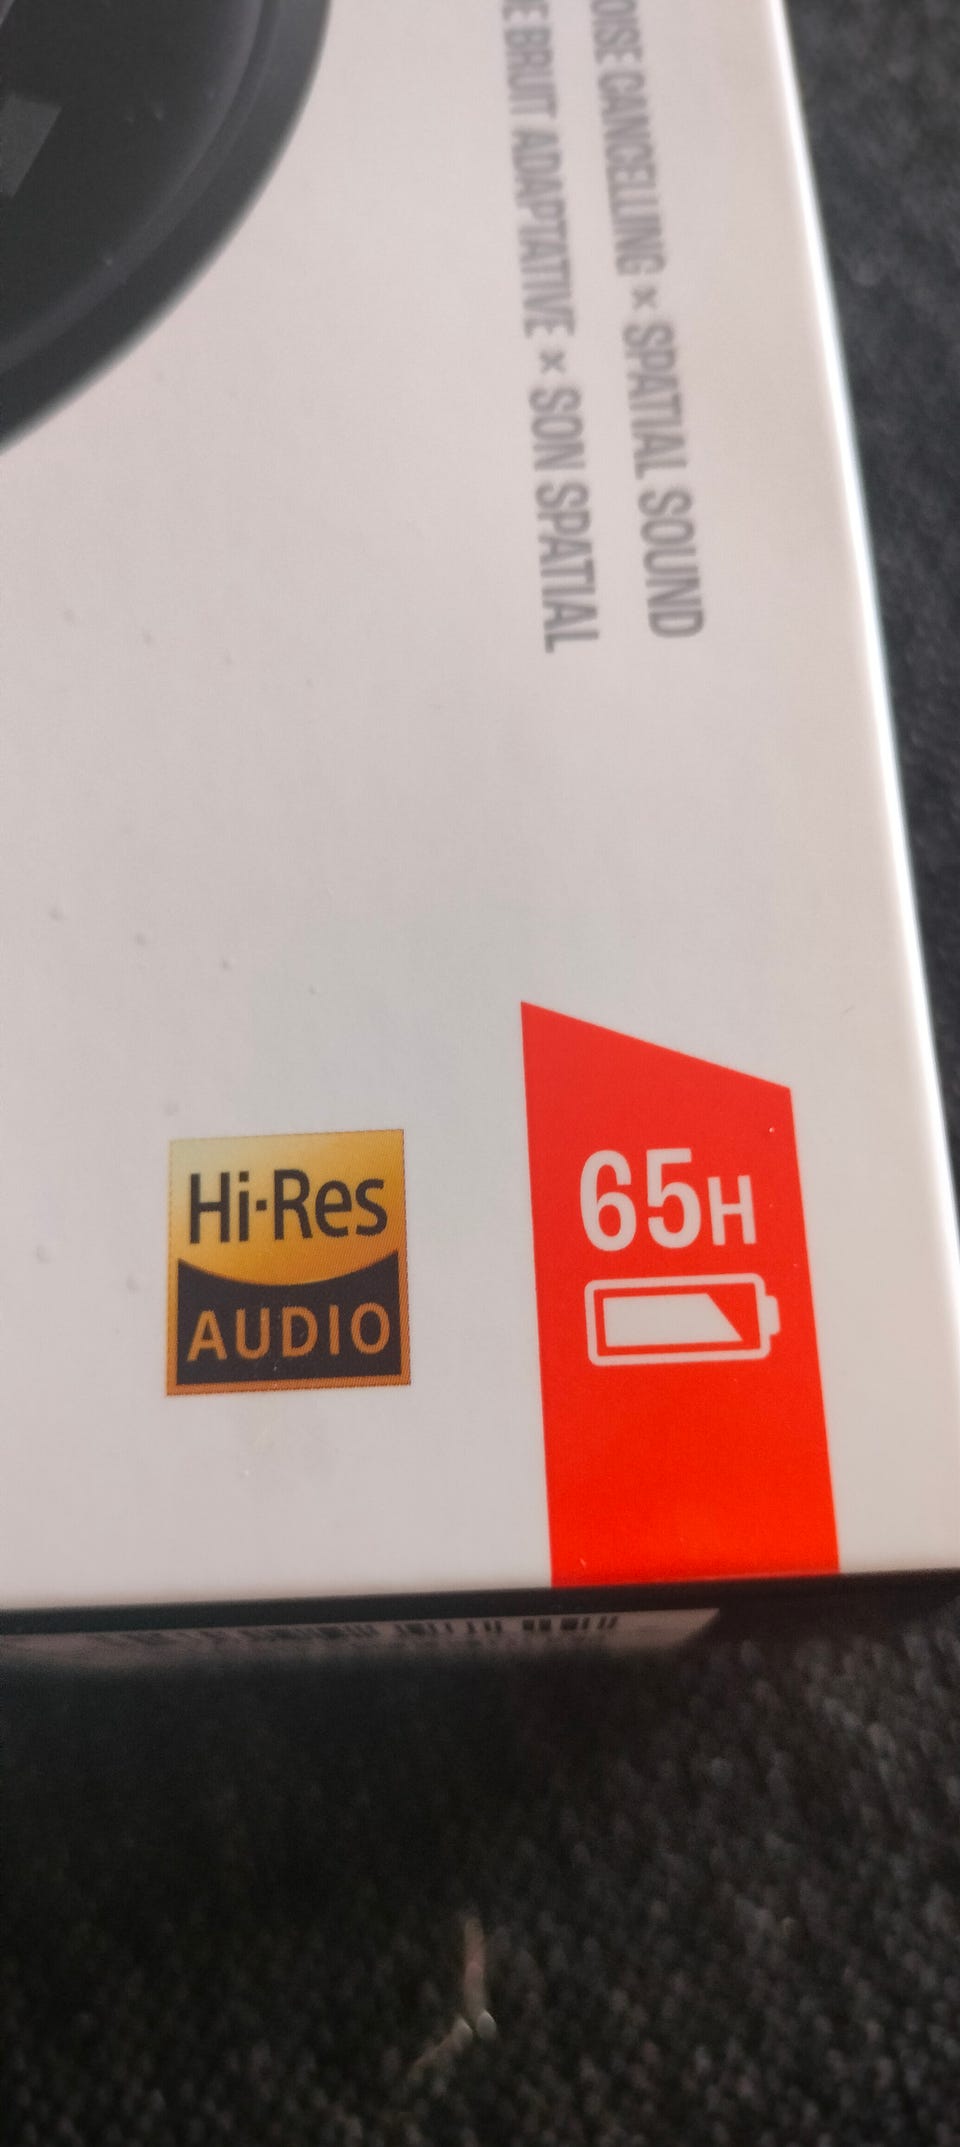 OISE CANCELLING × SPATIAL SOUND
E BRUIT ADAPTATIVE × SON SPATIAL
Hi-Res
AUDIO
65H